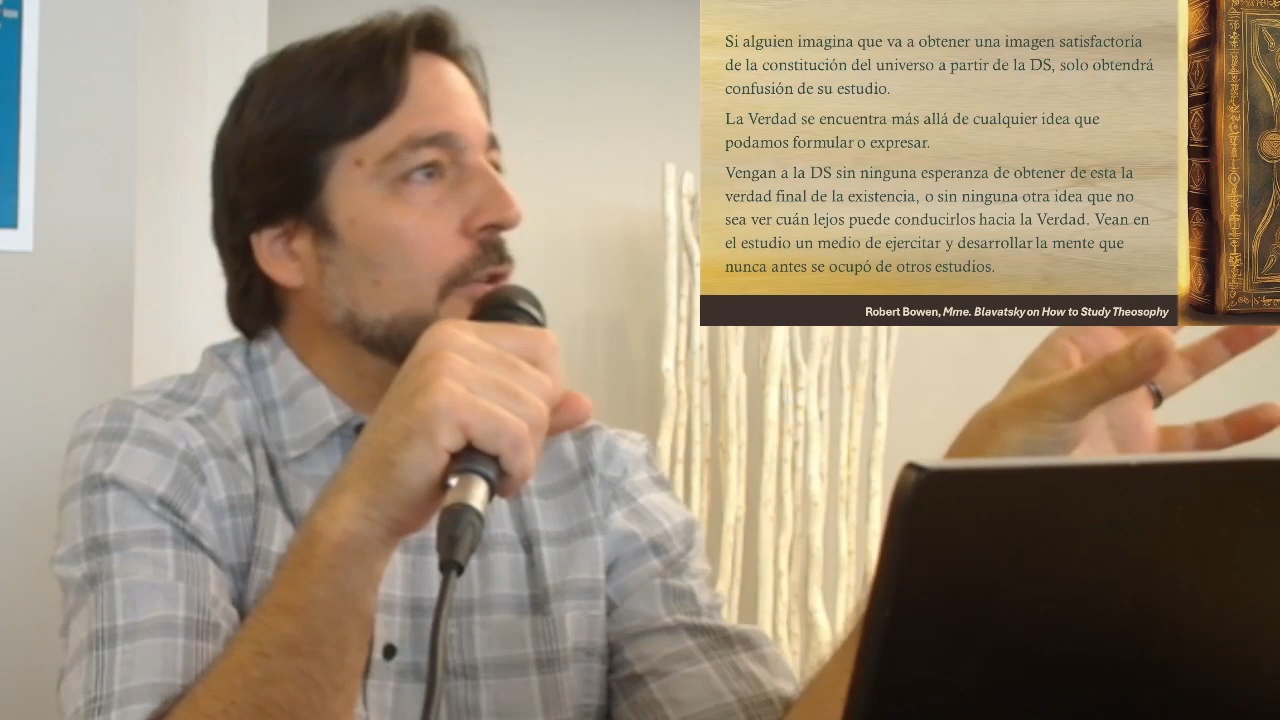 Si alguien imagina que va a obtener una imagen satisfactoria
de la constitución del universo a partir de la DS, solo obtendrá
confusión de su estudio.
La Verdad se encuentra más allá de cualquier idea que
podamos formular o expresar.
Vengan a la DS sin ninguna esperanza de obtener de esta la
verdad final de la existencia, o sin ninguna otra idea que no
sea ver cuán lejos puede conducirlos hacia la Verdad. Vean en
el estudio un medio de ejercitar y desarrollar la mente que
nunca antes se ocupó de otros estudios.
Robert Bowen, Mme. Blavatsky on How to Study Theosophy